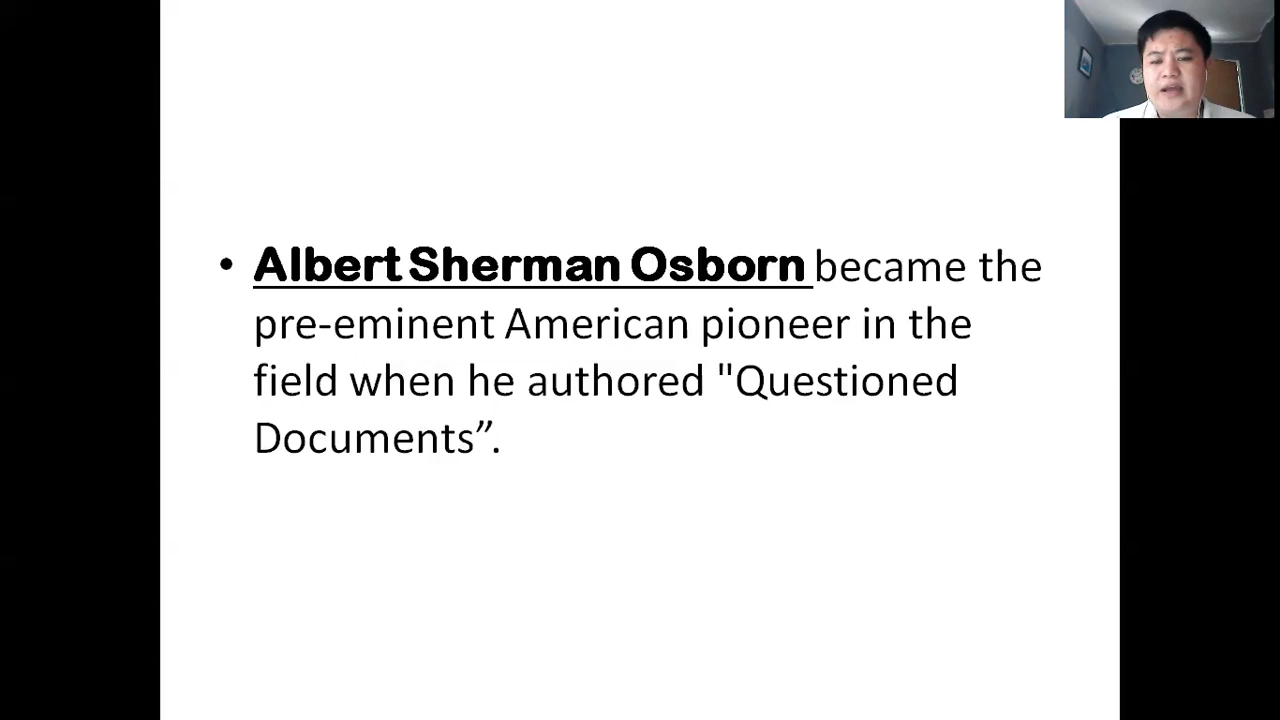 • Albert Sherman Osborn became the
pre-eminent American pioneer in the
field when he authored "Questioned
Documents”.